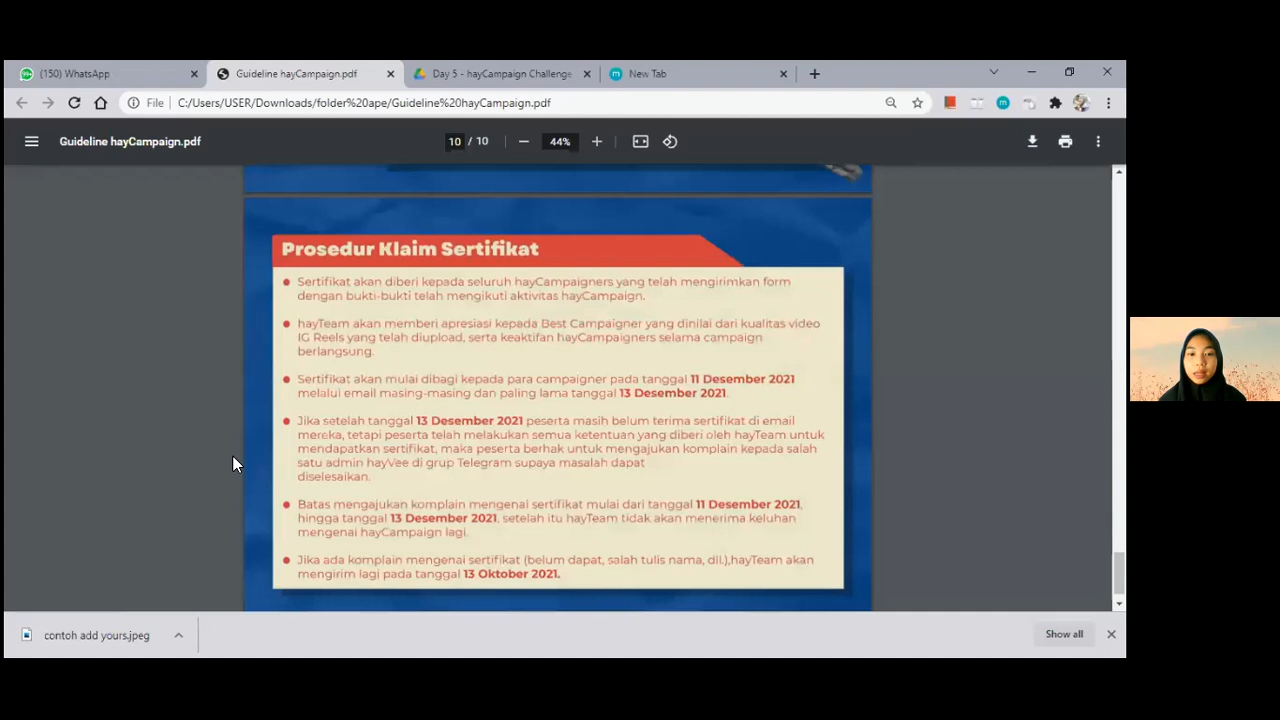 (150) WhatsApp
Guideline hayCampaign.pdf
Day 5 - hayCampaign Challenge
New Tab
File
C:/Users/USER/Downloads/folder%20ape/Guideline%20hayCampaign.pdf
Guideline hayCampaign.pdf
10 / 10
44%
Prosedur Klaim Sertifikat
Sertifikat akan diberi kepada seluruh hayCampaigners yang telah mengirimkan form
dengan bukti-bukti telah mengikuti aktivitas hayCampaign.
hayTeam akan memberi apresiasi kepada Best Campaigner yang dinilai dari kualitas video
IG Reels yang telah diupload, serta keaktifan hayCampaigners selama campaign
berlangsung.
Sertifikat akan mulai dibagi kepada para campaigner pada tanggal 11 Desember 2021
melalui email masing-masing dan paling lama tanggal 13 Desember 2021.
Jika setelah tanggal 13 Desember 2021 peserta masih belum terima sertifikat di email
mereka, tetapi peserta telah melakukan semua ketentuan yang diberi oleh hayTeam untuk
mendapatkan sertifikat, maka peserta berhak untuk mengajukan komplain kepada salah
satu admin hayVee di grup Telegram supaya masalah dapat
diselesaikan.
Batas mengajukan komplain mengenai sertifikat mulai dari tanggal 11 Desember 2021,
hingga tanggal 13 Desember 2021, setelah itu hayTeam tidak akan menerima keluhan
mengenai hayCampaign lagi.
Jika ada komplain mengenai sertifikat (belum dapat, salah tulis nama, dll.),hayTeam akan
mengirim lagi pada tanggal 13 Oktober 2021.
contoh add yours.jpeg
Show all